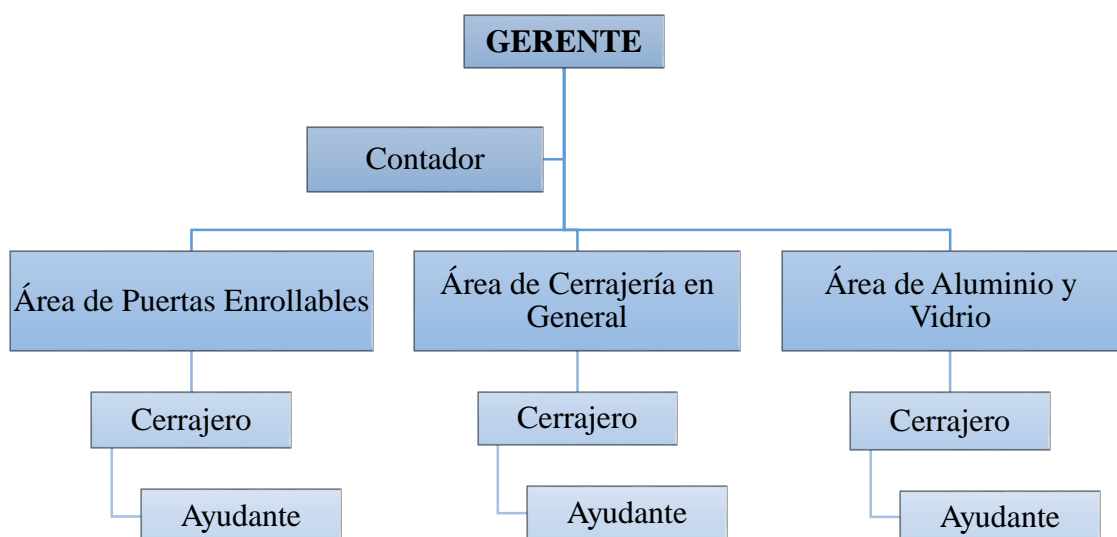 GERENTE
Contador
Área de Puertas Enrollables
Área de Cerrajería en
General
Área de Aluminio y
Vidrio
Cerrajero
Cerrajero
Cerrajero
Ayudante
Ayudante
Ayudante